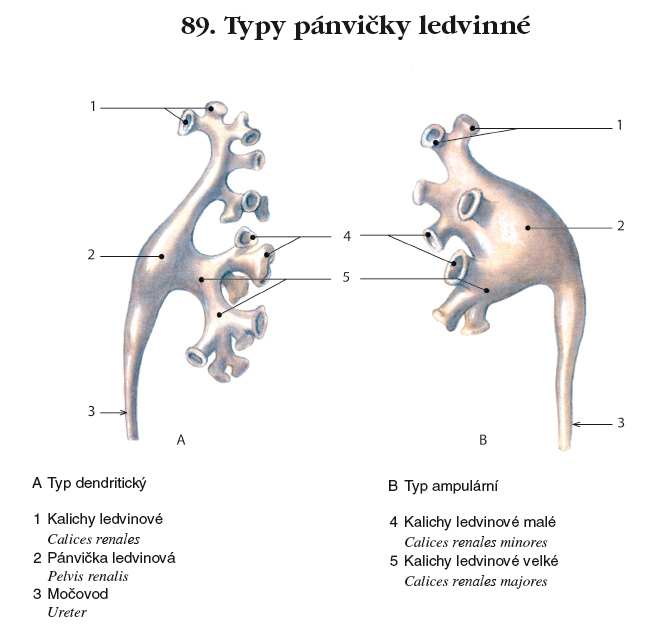 89. Typy pánvičky ledvinné
1
1
2
4
2
5
3
3
A
B
A Typ dendritický
1 Kalichy ledvinové
Calices renales
2 Pánvička ledvinová
Pelvis renalis
3 Močovod
Ureter
B Typ ampulární
4 Kalichy ledvinové malé
Calices renales minores
5 Kalichy ledvinové velké
Calices renales majores